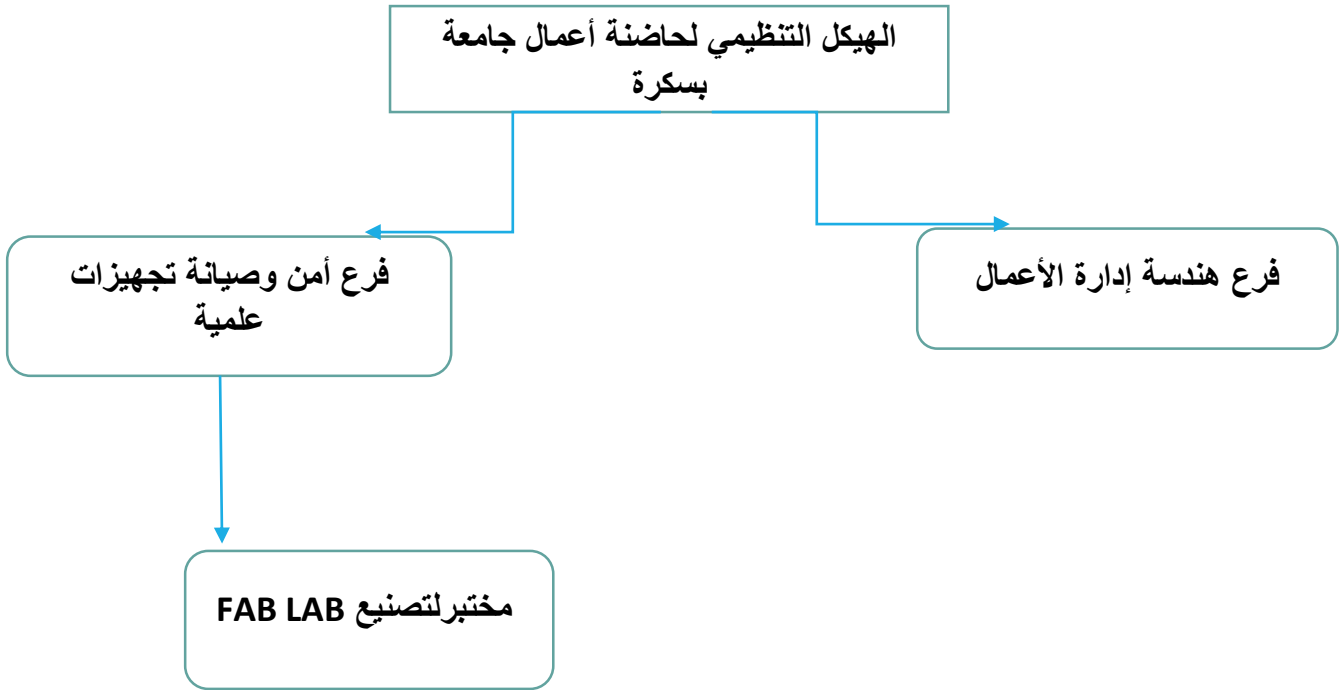 الهيكل التنظيمي لحاضنة أعمال جامعة
بسكرة
فرع هندسة إدارة الأعمال
فرع أمن وصيانة تجهيزات
علمية
مختبرلتصنيع FAB LAB